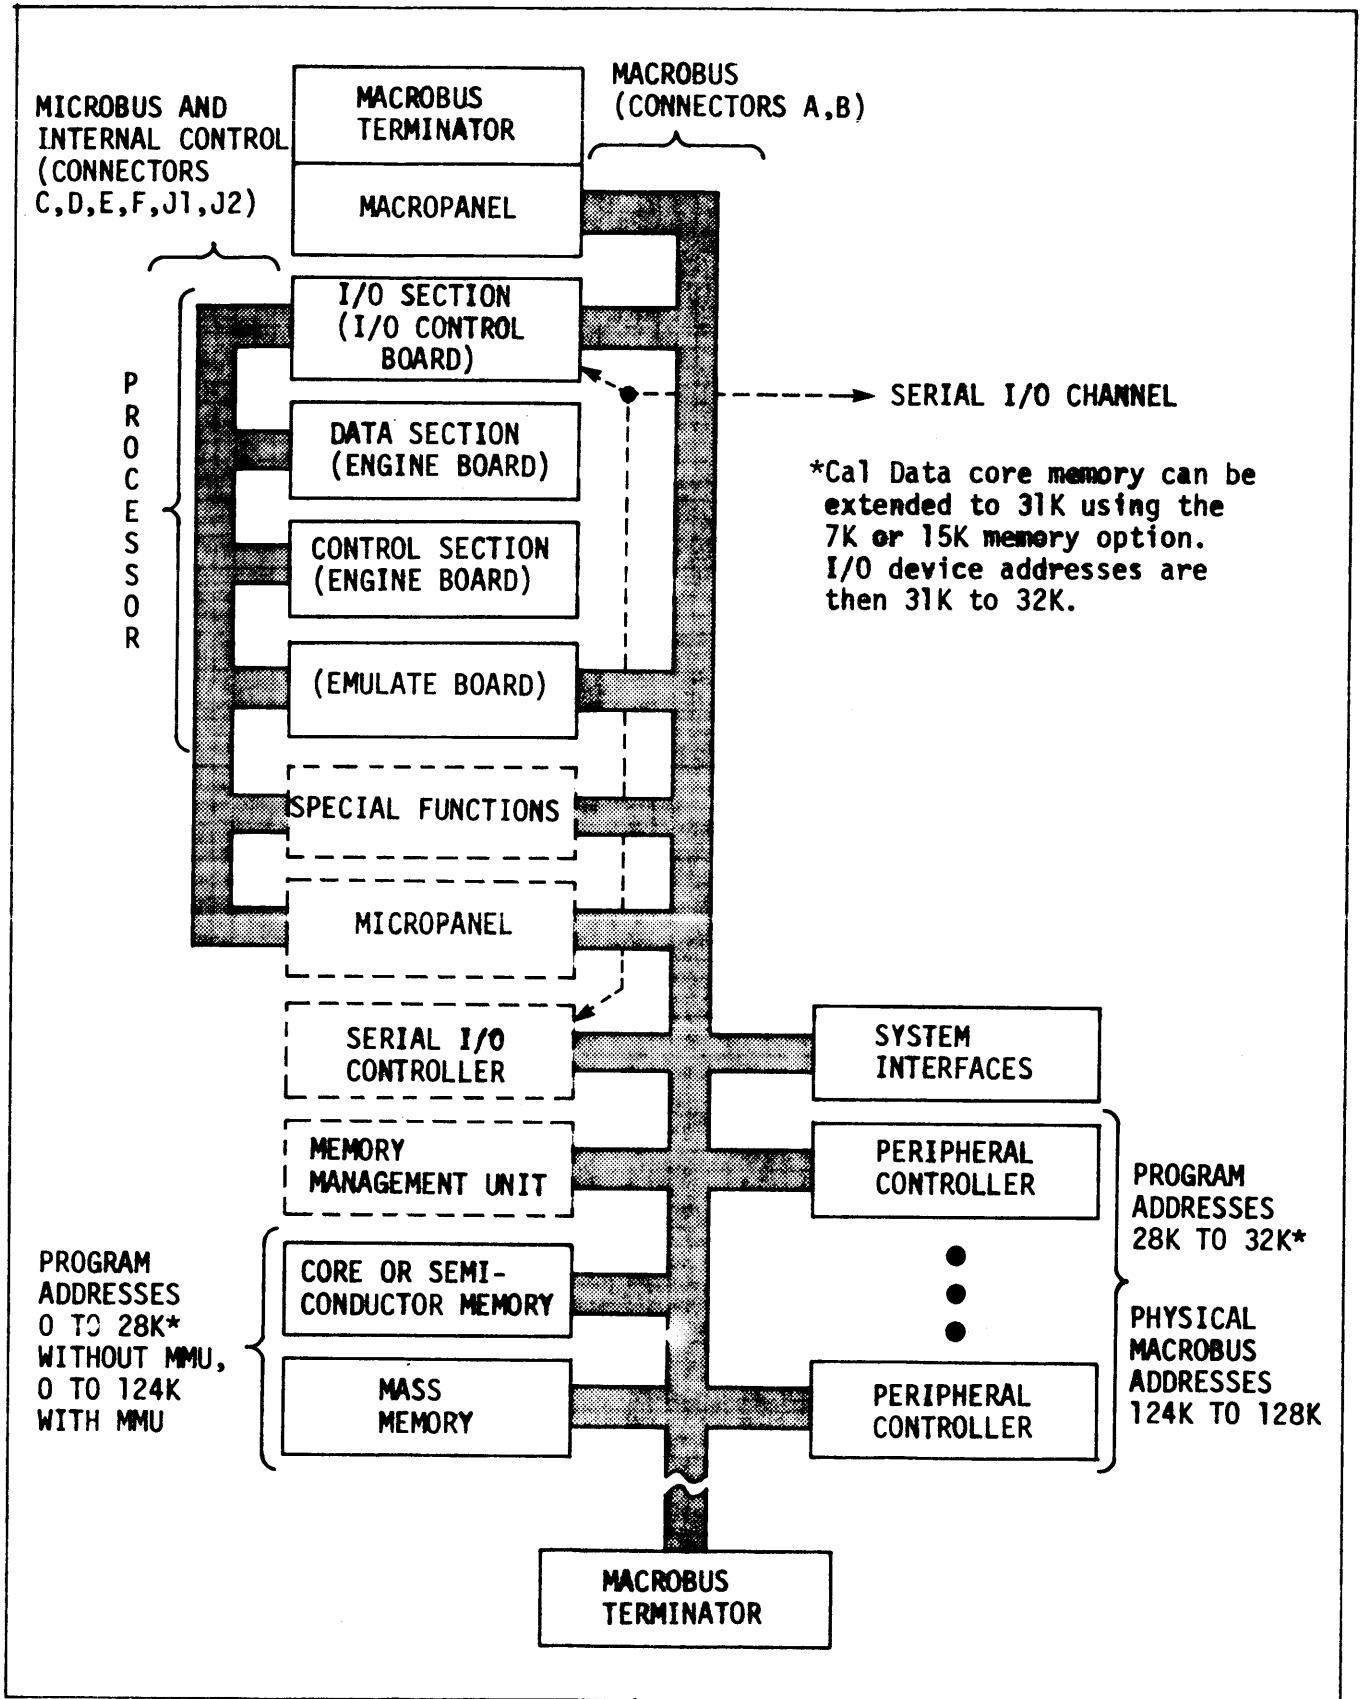 MICROBUS AND
INTERNAL CONTROL
(CONNECTORS
C,D,E,F,J1,J2)
MACROBUS
TERMINATOR
MACROBUS
(CONNECTORS A,B)
MACROPANEL
PROCESSOR
I/O SECTION
(I/O CONTROL
BOARD)
SERIAL I/O CHANNEL
DATA SECTION
(ENGINE BOARD)
*Cal Data core memory can be
extended to 31K using the
7K or 15K memory option.
I/O device addresses are
then 31K to 32K.
CONTROL SECTION
(ENGINE BOARD)
(EMULATE BOARD)
SPECIAL FUNCTIONS
MICROPANEL
SERIAL I/O
CONTROLLER
SYSTEM
INTERFACES
MEMORY
MANAGEMENT UNIT
PERIPHERAL
CONTROLLER
PROGRAM
ADDRESSES
28K TO 32K*
PROGRAM
ADDRESSES
0 TO 28K*
WITHOUT MMU,
0 TO 124K
WITH MMU
CORE OR SEMI-
CONDUCTOR MEMORY
PHYSICAL
MACROBUS
ADDRESSES
124K TO 128K
MASS
MEMORY
PERIPHERAL
CONTROLLER
MACROBUS
TERMINATOR